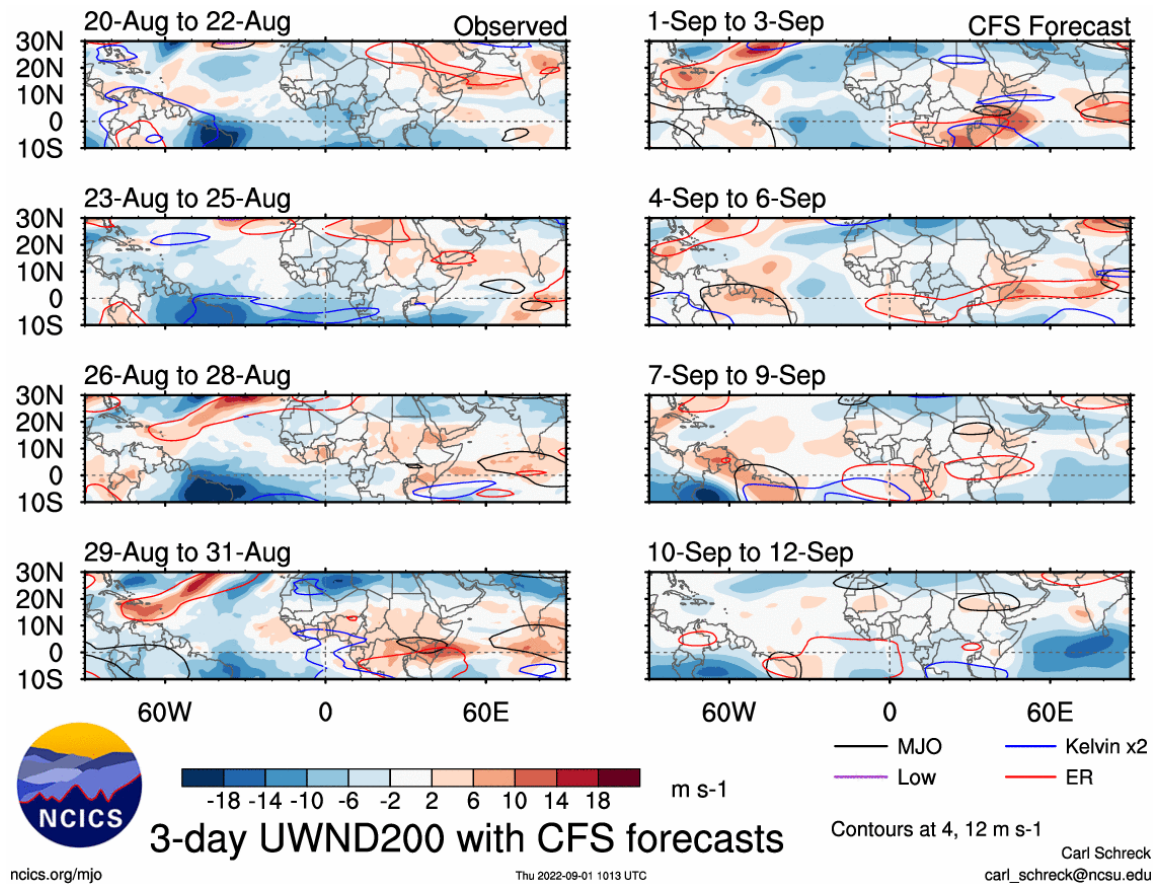 20-Aug to 22-Aug Observed
30N
20N
10N
0
10S
1-Sep to 3-Sep CFS Forecast
23-Aug to 25-Aug
30N
20N
10N
0
10S
4-Sep to 6-Sep
26-Aug to 28-Aug
30N
20N
10N
0
10S
7-Sep to 9-Sep
29-Aug to 31-Aug
30N
20N
10N
0
10S
10-Sep to 12-Sep
60W 0 60E
60W 0 60E
MJO Kelvin x2
Low ER
-18 -14 -10 -6 -2 2 6 10 14 18
m s-1
NCICS
3-day UWND200 with CFS forecasts
Contours at 4, 12 m s-1
Carl Schreck
ncics.org/mjo
Thu 2022-09-01 1013 UTC
carl_schreck@ncsu.edu